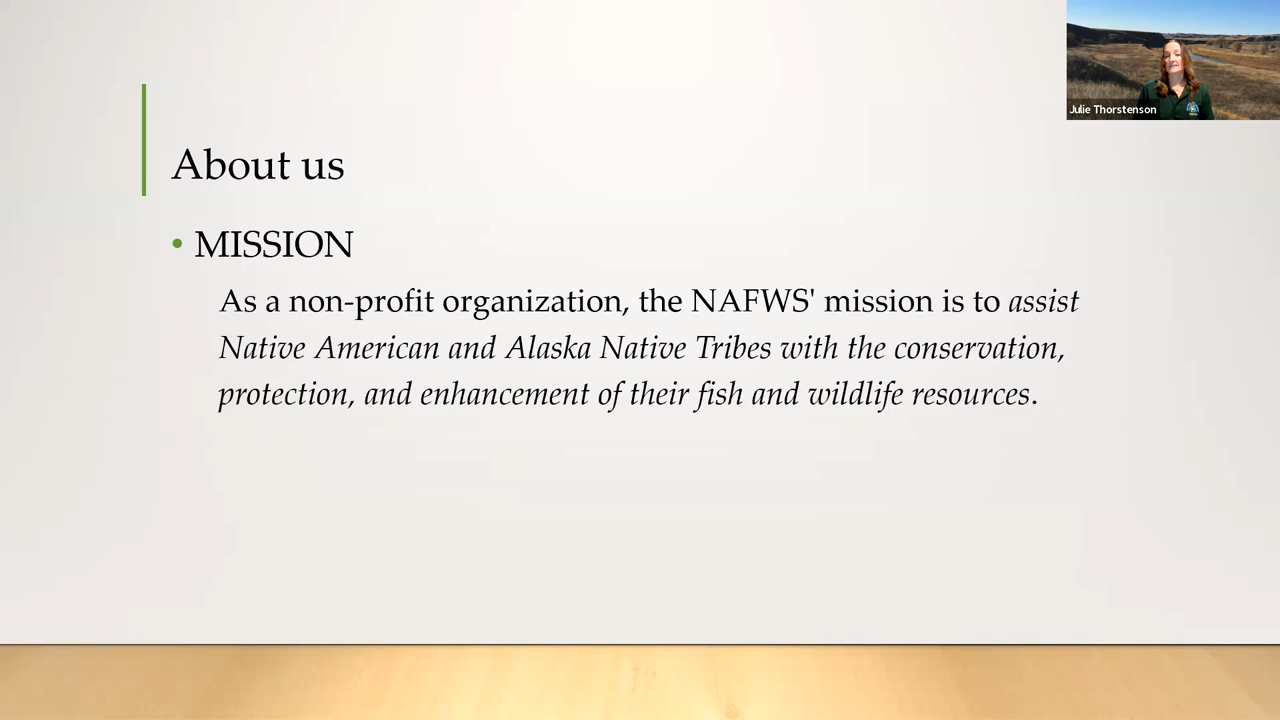 Julie Thorstenson
About us
• MISSION
As a non-profit organization, the NAFWS' mission is to assist
Native American and Alaska Native Tribes with the conservation,
protection, and enhancement of their fish and wildlife resources.